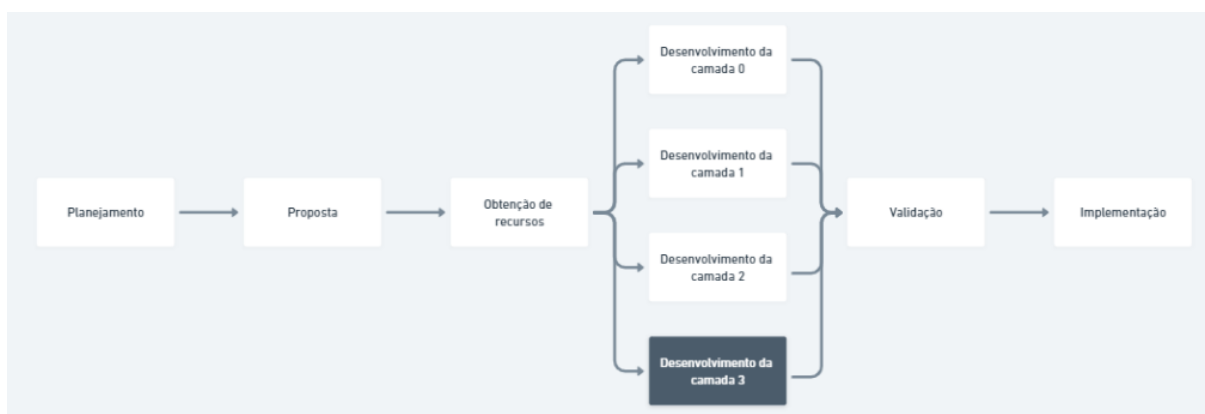 Planejamento
Proposta
Obtenção de
recursos
Desenvolvimento da
camada 0
Desenvolvimento da
camada 1
Desenvolvimento da
camada 2
Desenvolvimento da
camada 3
Validação
Implementação